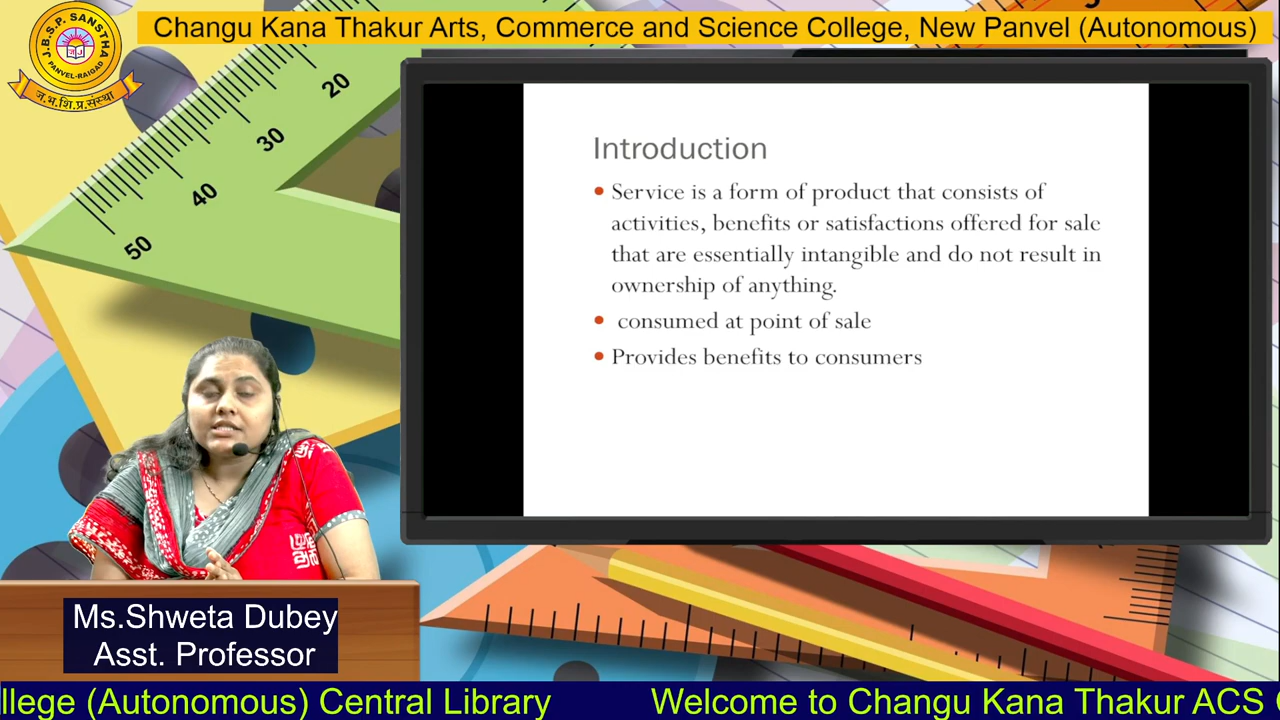 J.B.S.P. SANSTHA
PANVEL-RAIGAD
ज.भ.शि.प्र.संस्था
Changu Kana Thakur Arts, Commerce and Science College, New Panvel (Autonomous)
20
30
40
50
Introduction
• Service is a form of product that consists of
activities, benefits or satisfactions offered for sale
that are essentially intangible and do not result in
ownership of anything.
• consumed at point of sale
• Provides benefits to consumers
Ms.Shweta Dubey
Asst. Professor
llege (Autonomous) Central Library Welcome to Changu Kana Thakur ACS